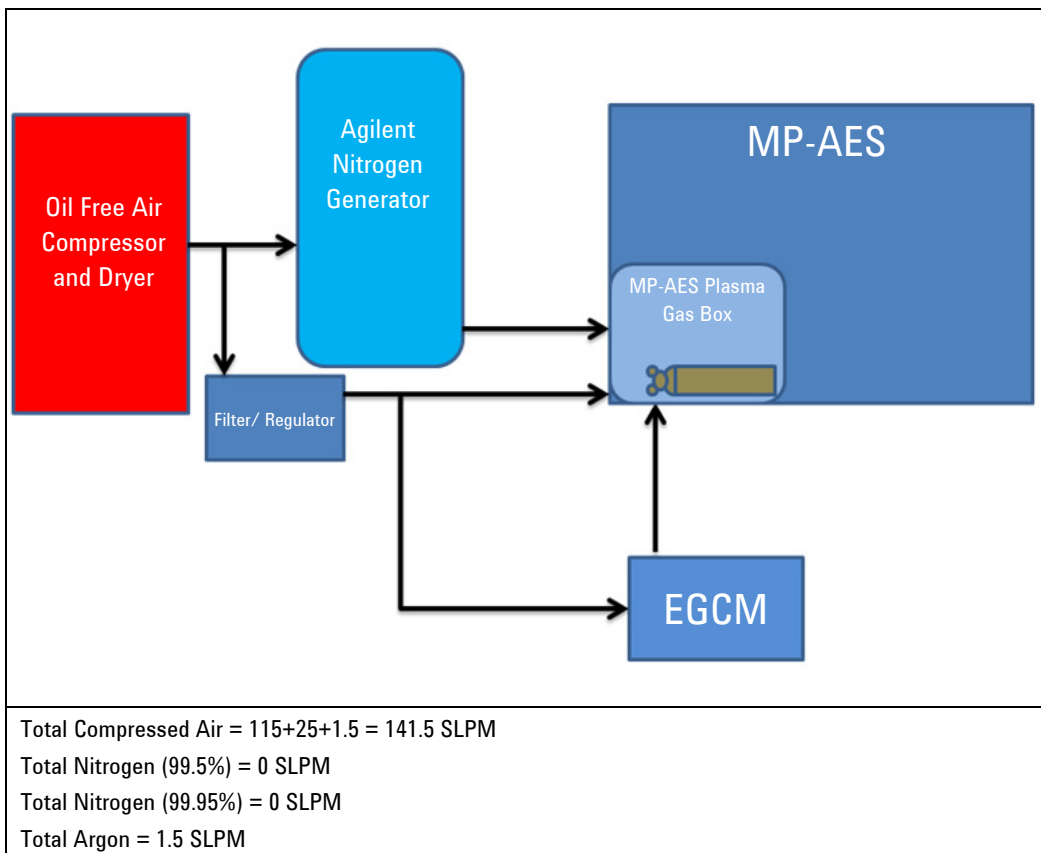 Oil Free Air
Compressor
and Dryer
Agilent
Nitrogen
Generator
MP-AES
MP-AES Plasma
Gas Box
Filter/ Regulator
EGCM
Total Compressed Air = 115+25+1.5 = 141.5 SLPM
Total Nitrogen (99.5%) = 0 SLPM
Total Nitrogen (99.95%) = 0 SLPM
Total Argon = 1.5 SLPM